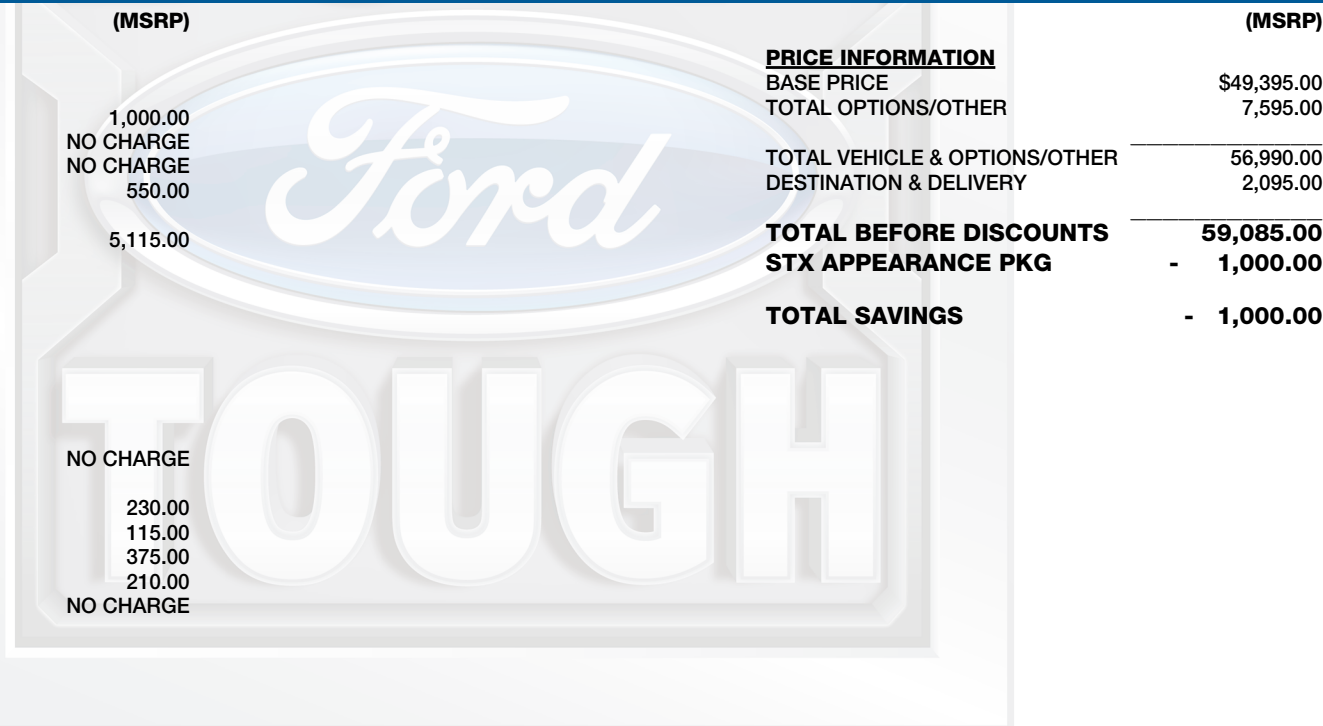 (MSRP)
1,000.00
NO CHARGE
NO CHARGE
550.00
5,115.00
NO CHARGE
230.00
115.00
375.00
210.00
NO CHARGE
(MSRP)
PRICE INFORMATION
BASE PRICE $49,395.00
TOTAL OPTIONS/OTHER 7,595.00
TOTAL VEHICLE & OPTIONS/OTHER 56,990.00
DESTINATION & DELIVERY 2,095.00
TOTAL BEFORE DISCOUNTS 59,085.00
STX APPEARANCE PKG - 1,000.00
TOTAL SAVINGS - 1,000.00
Ford
TOUGH